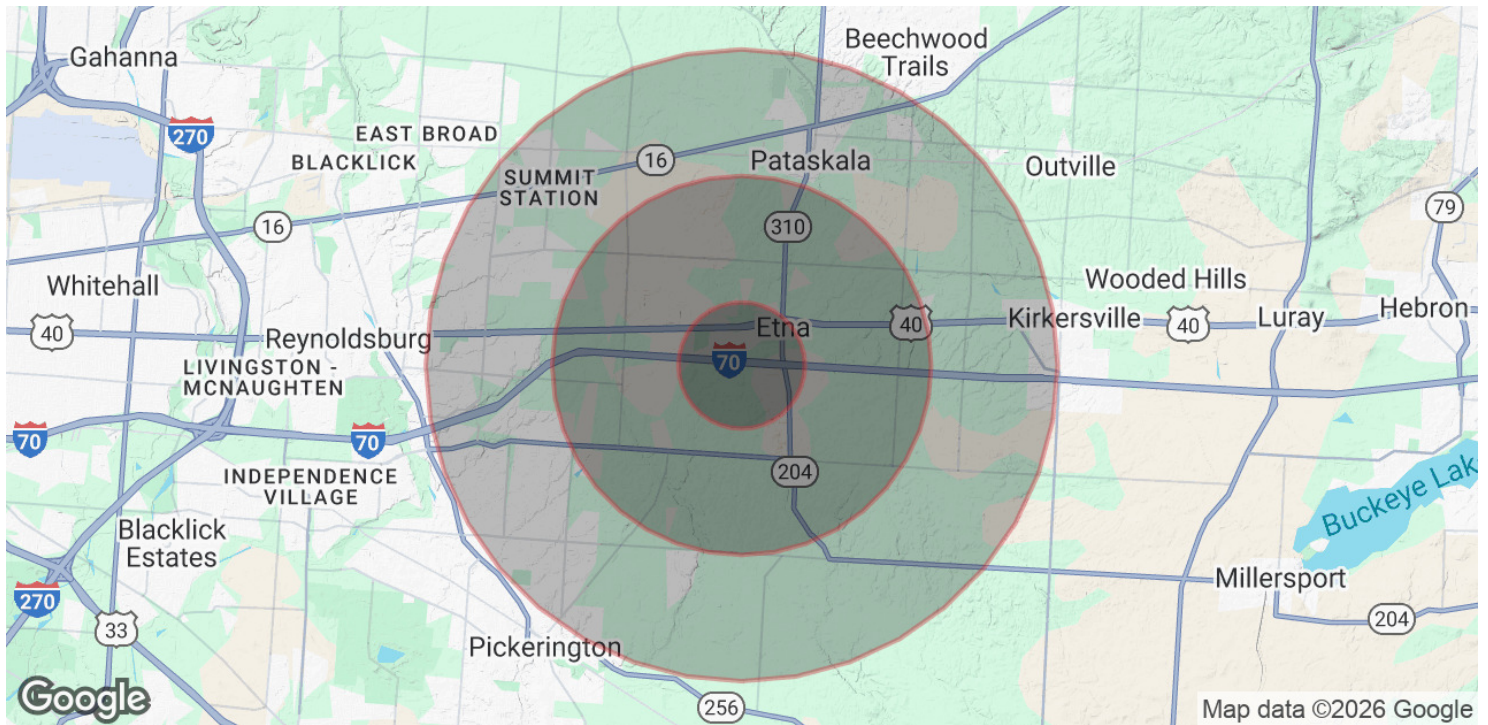 Beechwood
Trails
Gahanna
270
EAST BROAD
BLACKLICK
16
Pataskala
Outville
SUMMIT
STATION
79
16
310
Whitehall
Wooded Hills
40
Reynoldsburg
Etna
40
Kirkersville
40
Luray
Hebron
LIVINGSTON -
MCNAUGHTEN
70
70
70
204
INDEPENDENCE
VILLAGE
Buckeye Lak
Blacklick
Estates
Millersport
270
33
204
Pickerington
256
Google
Map data ©2026 Google